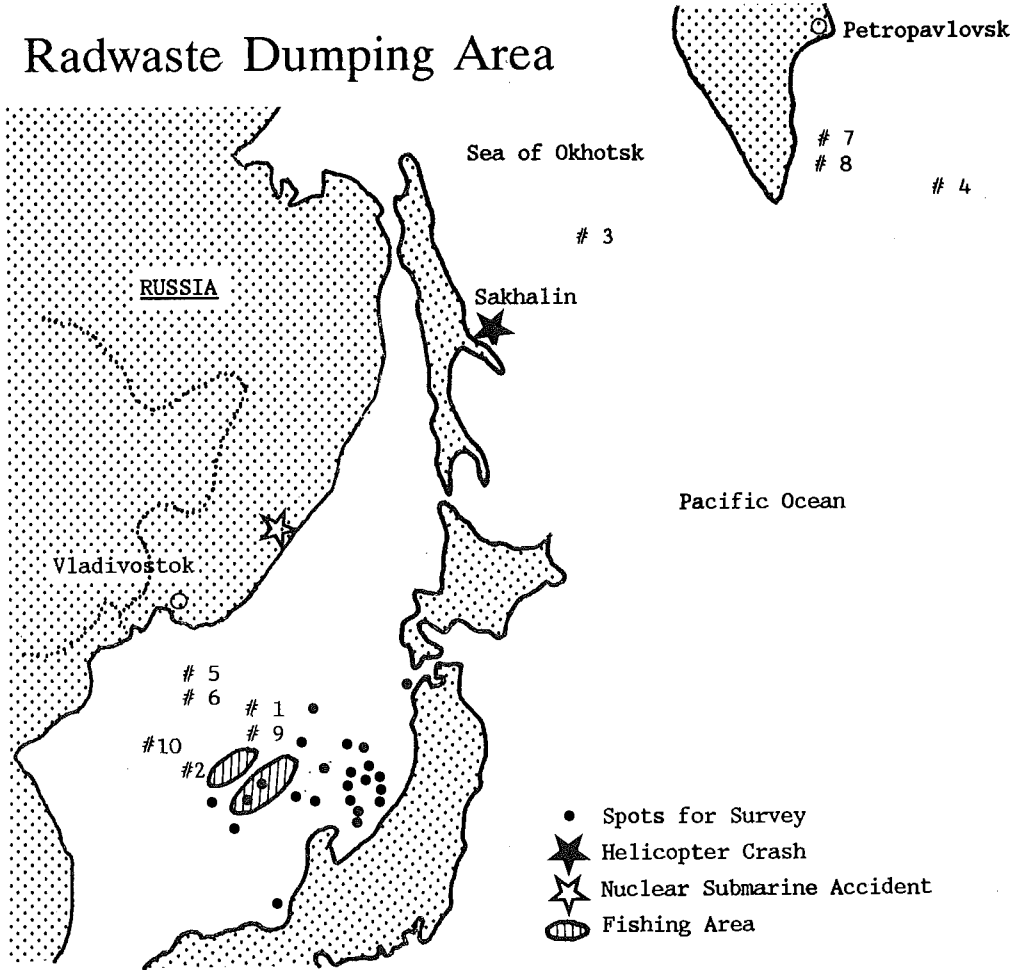 Radwaste Dumping Area
Petropavlovsk
Sea of Okhotsk
# 7
# 8
# 4
# 3
RUSSIA
Sakhalin
Pacific Ocean
Vladivostok
# 5
# 6
# 1
# 9
#10
#2
Spots for Survey
Helicopter Crash
Nuclear Submarine Accident
Fishing Area